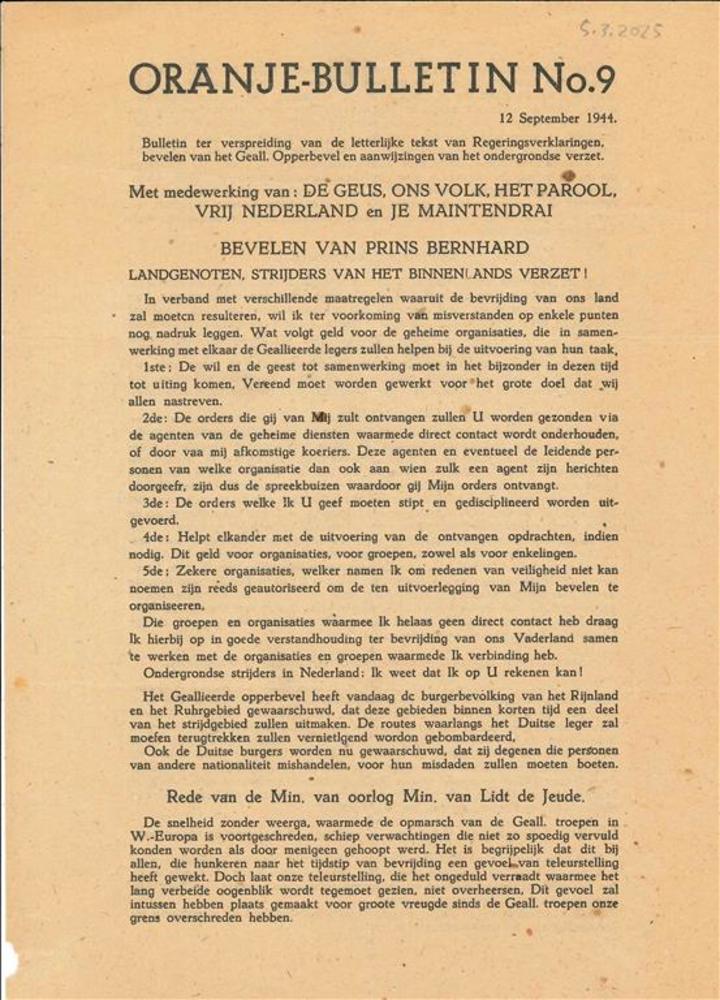 5.3.2025
ORANJE-BULLETIN No.9
12 September 1944.
Bulletin ter verspreiding van de letterlijke tekst van Regeringsverklaringen,
bevelen van het Geall. Opperbevel en aanwijzingen van het ondergrondse verzet.
Met medewerking van: DE GEUS, ONS VOLK, HET PAROOL,
VRIJ NEDERLAND en JE MAINTENDRAI
BEVELEN VAN PRINS BERNHARD
LANDGENOTEN, STRIJDERS VAN HET BINNENLANDS VERZET!
In verband met verschillende maatregelen waaruit de bevrijding van ons land
zal moeten resulteren, wil ik ter voorkoming van misverstanden op enkele punten
nog nadruk leggen. Wat volgt geld voor de geheime organisaties, die in samen-
werking met elkaar de Geallieerde legers zullen helpen bij de uitvoering van hun taak,
1ste: De wil en de geest tot samenwerking moet in het bijzonder in dezen tijd
tot uiting komen, Vereend moet worden gewerkt voor het grote doel dat wij
allen nastreven.
2de: De orders die gij van Mij zult ontvangen zullen U worden gezonden via
de agenten van de geheime diensten waarmede direct contact wordt onderhouden,
of door vaa mij afkomstige koeriers. Deze agenten en eventueel de leidende per-
sonen van welke organisatie dan ook aan wien zulk een agent zijn herichten
doorgeefr, zijn dus de spreekbuizen waardoor gij Mijn orders ontvangt.
3de: De orders welke Ik U geef moeten stipt en gedisciplineerd worden uit-
gevoerd.
4de: Helpt elkander met de uitvoering van de ontvangen opdrachten, indien
nodig. Dit geld voor organisaties, voor groepen, zowel als voor enkelingen.
5de: Zekere organisaties, welker namen Ik om redenen van veiligheid niet kan
noemen zijn reeds geautoriseerd om de ten uitvoerlegging van Mijn bevelen te
organiseeren,
Die groepen en organisaties waarmee Ik helaas geen direct contact heb draag
Ik hierbij op in goede verstandhouding ter bevrijding van ons Vaderland samen
te werken met de organisaties en groepen waarmede Ik verbinding heb.
Ondergrondse strijders in Nederland: Ik weet dat Ik op U rekenen kan!
Het Geallieerde opperbevel heeft vandaag dc burgerbevolking van het Rijnland
en het Ruhrgebied gewaarschuwd, dat deze gebieden binnen korten tijd een deel
van het strijdgebied zullen uitmaken. De routes waarlangs het Duitse leger zal
moefen terugtrekken zullen vernietigend wordon gebombardeerd,
Ook de Duitse burgers worden nu gewaarschuwd, dat zij degenen die personen
van andere nationaliteit mishandelen, voor hun misdaden zullen moeten boeten.
Rede van de Min. van oorlog Min. van Lidt de Jeude.
De snelheid zonder weerga, waarmede de opmarsch van de Geall. troepen in
W.-Europa is voortgeschreden, schiep verwachtingen die niet zo spoedig vervuld
konden worden als door menigeen gehoopt werd. Het is begrijpelijk dat dit bij
allen, die hunkeren naar het tijdstip van bevrijding een gevoel van teleurstelling
heeft gewekt. Doch laat onze teleurstelling, die het ongeduld verraadt waarmee het
lang verbeide oogenblik wordt tegemoet gezien, niet overheersen, Dit gevoel zal
intussen hebben plaats gemaakt voor groote vreugde sinds de Geall. troepen onze
grens overschreden hebben.